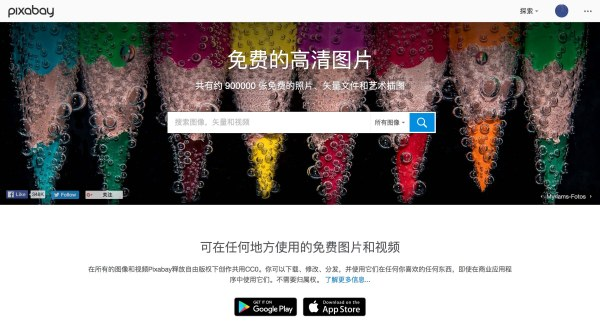 pixabay
探索
免费的高清图片
共有约 900000 张免费的照片、矢量文件和艺术插图
搜索图像、矢量和视频
所有图像
Like
Follow
关注
Myriams-Fotos
可在任何地方使用的免费图片和视频
在所有的图像和视频Pixabay释放自由版权下创作共用CC0。你可以下载、修改、分发，并使用它们在任何你喜欢的任何东西，即使在商业应用程
序中使用它们。不需要归属权。 了解更多信息...
GET IT ON
Google Play
Download on the
App Store